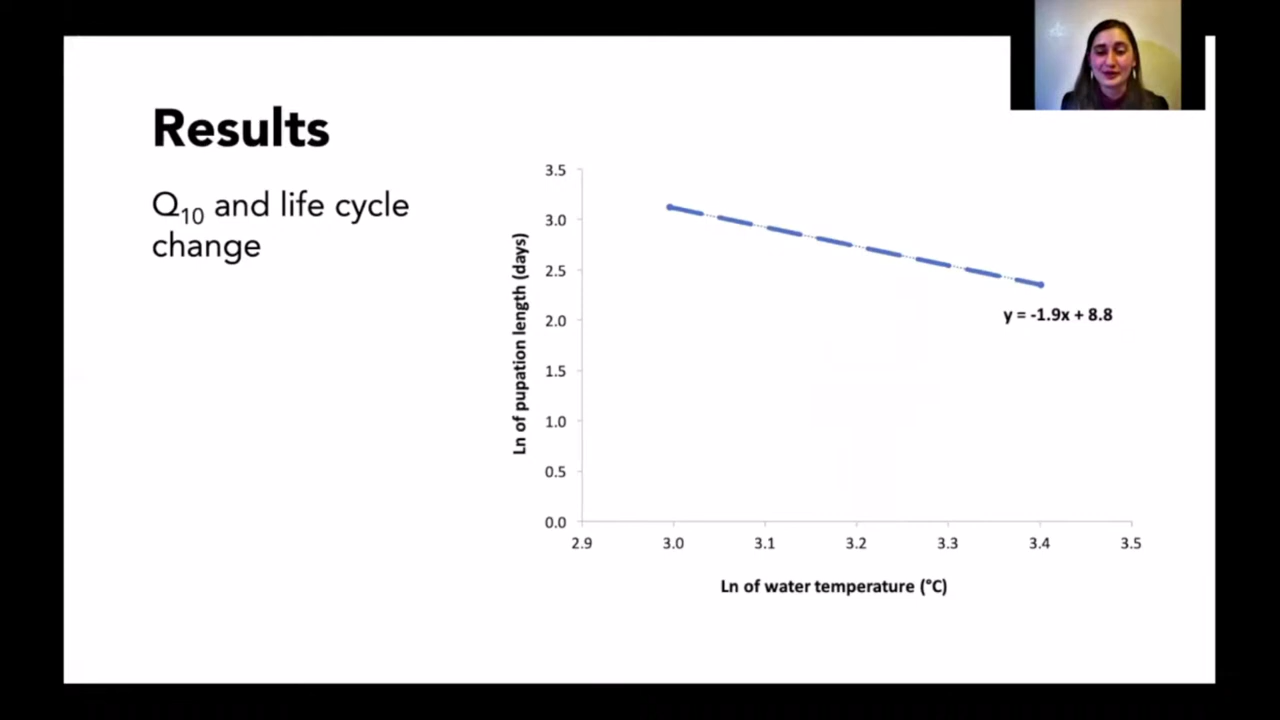 Results
Q10 and life cycle
change
3.5
3.0
2.5
2.0
1.5
1.0
0.5
0.0
Ln of pupation length (days)
y = -1.9x + 8.8
2.9 3.0 3.1 3.2 3.3 3.4 3.5
Ln of water temperature (°C)